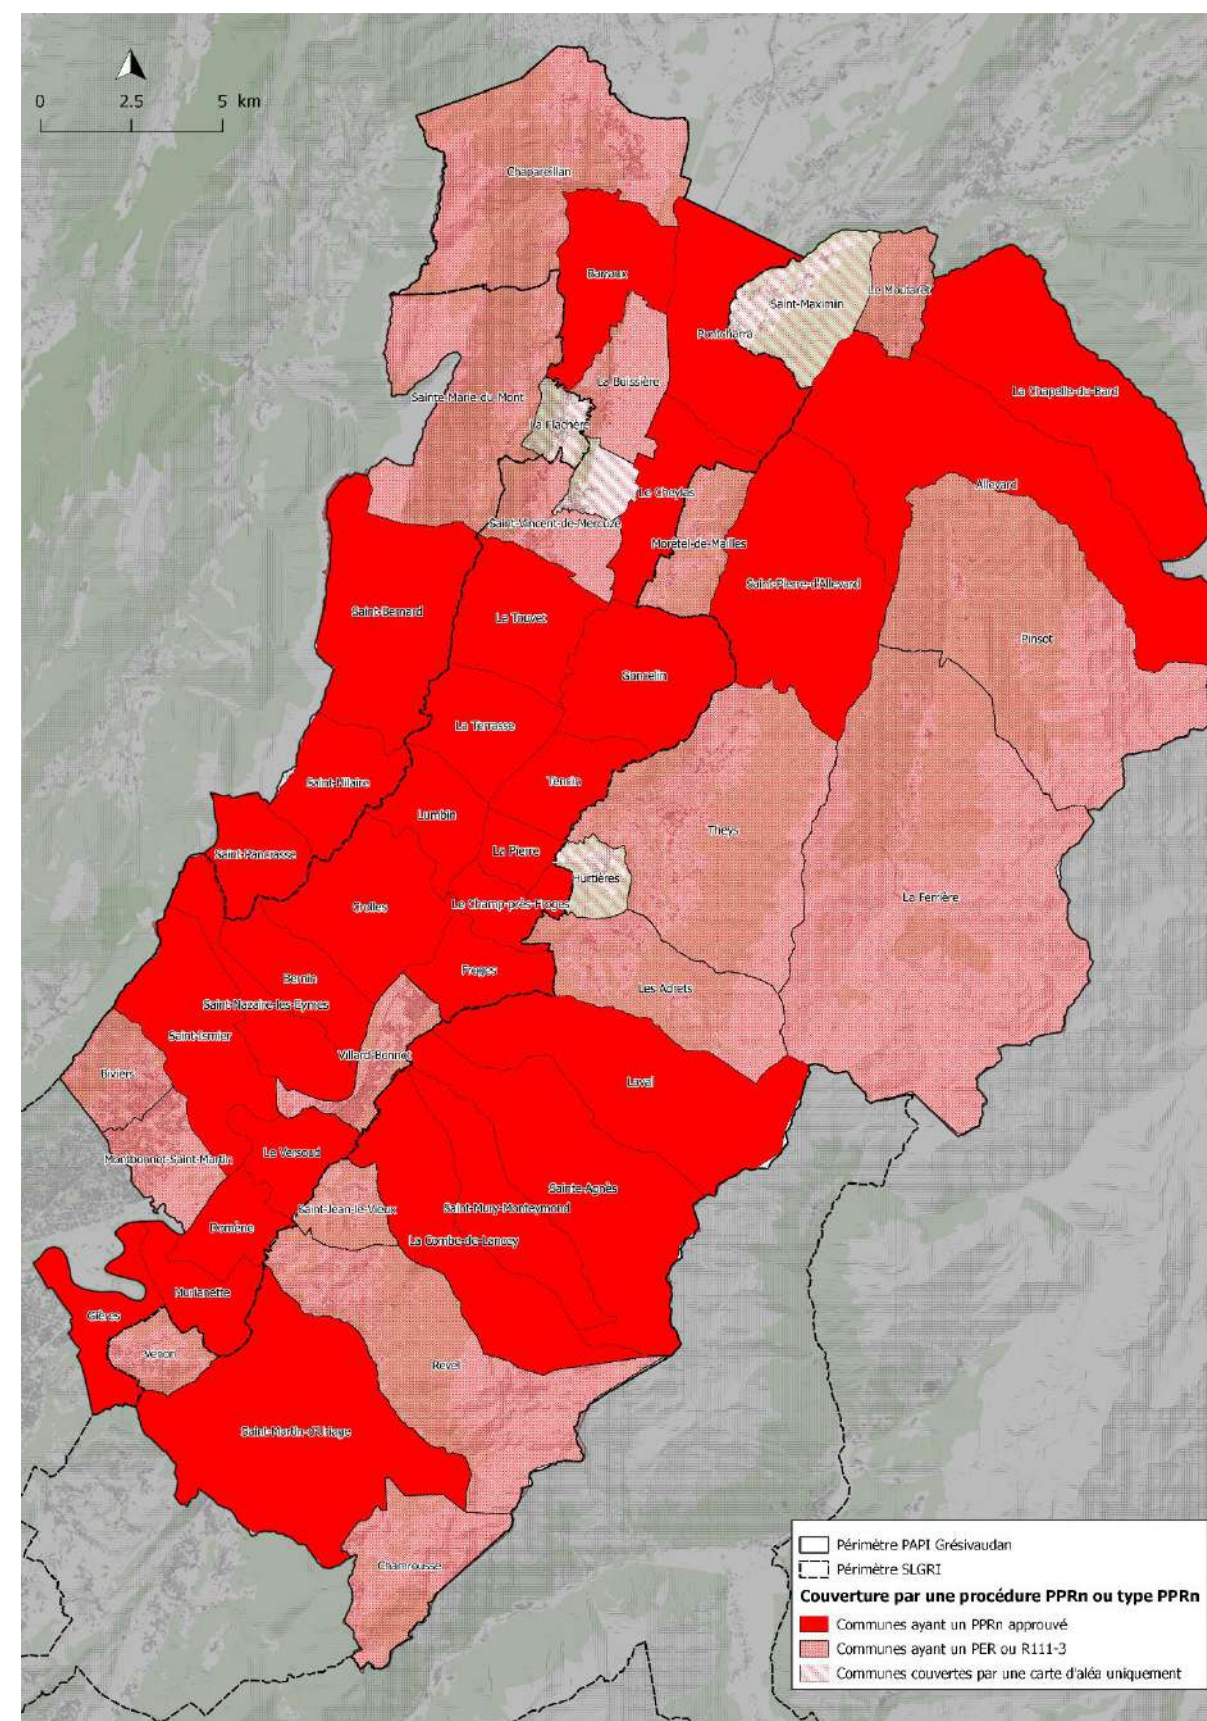 0 2.5 5 km
Chapareillan
Barraux
Saint-Maximin
Le Moutaret
Pontcharra
La Buissière
La Chapelle-du-Bard
Sainte-Marie-du-Mont
La Flachère
Allevard
Le Cheylas
Saint-Vincent-de-Mercuze
Morêtel-de-Mailles
Saint-Pierre-d'Allevard
Saint-Bernard
Le Touvet
Pinsot
Goncelin
La Terrasse
Saint-Hilaire
Tencin
Lumbin
Theys
La Pierre
Saint-Pancrasse
Hurtières
La Ferrière
Crolles
Le Champ-près-Froges
Froges
Bernin
Les Adrets
Saint-Nazaire-les-Eymes
Saint-Ismier
Villard-Bonnot
Biviers
Laval
Le Versoud
Montbonnot-Saint-Martin
Sainte-Agnès
Saint-Jean-le-Vieux
Saint-Mury-Monteymond
Domène
La Combe-de-Lancey
Murianette
Gières
Venon
Revel
Saint-Martin-d'Uriage
Chamrousse
Périmètre PAPI Grésivaudan
Périmètre SLGRI
Couverture par une procédure PPRn ou type PPRn
Communes ayant un PPRn approuvé
Communes ayant un PER ou R111-3
Communes couvertes par une carte d'aléa uniquement